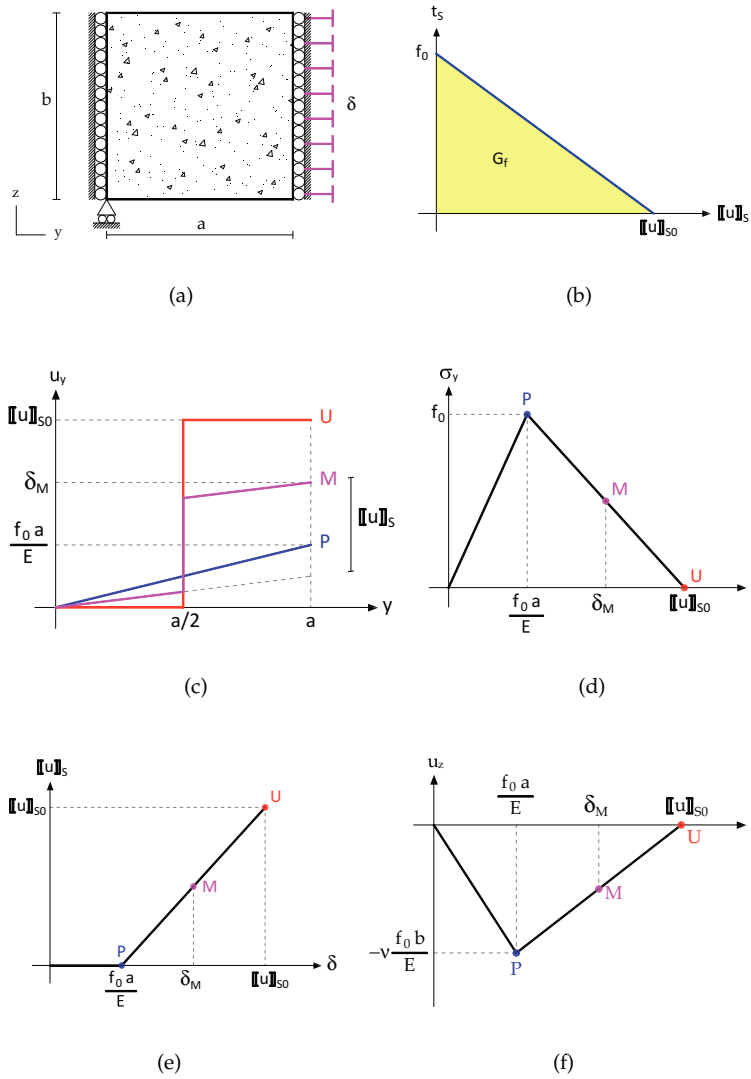 b
δ
z
y
a
(a)
t_S
f_0
G_f
⟦u⟧_S0
⟦u⟧_S
(b)
u_y
⟦u⟧_S0
U
δ_M
M
⟦u⟧_S
f_0 a
E
P
a/2
a
y
(c)
σ_y
P
f_0
M
U
f_0 a
E
δ_M
⟦u⟧_S0
(d)
⟦u⟧_S
⟦u⟧_S0
U
M
P
f_0 a
E
δ_M
⟦u⟧_S0
δ
(e)
u_z
f_0 a
E
δ_M
⟦u⟧_S0
U
M
−ν f_0 b
E
P
(f)